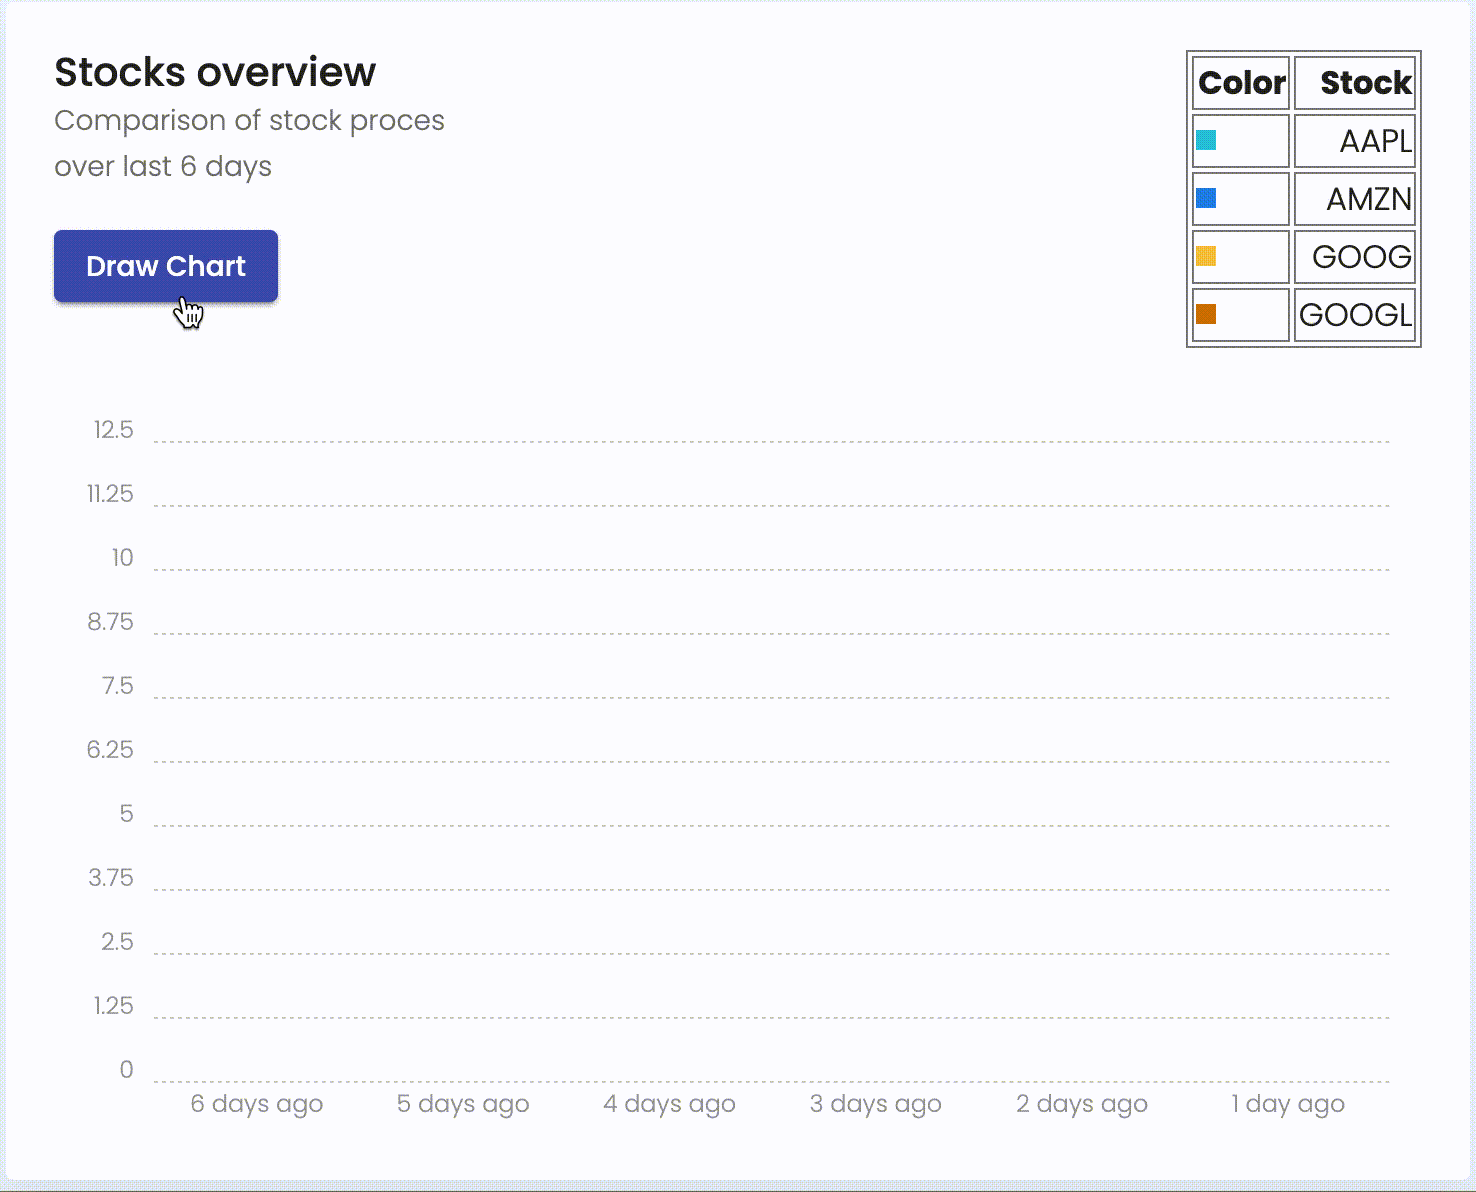 Stocks overview
Comparison of stock proces
over last 6 days
Draw Chart
Color Stock
AAPL
AMZN
GOOG
GOOGL
12.5
11.25
10
8.75
7.5
6.25
5
3.75
2.5
1.25
0
6 days ago 5 days ago 4 days ago 3 days ago 2 days ago 1 day ago